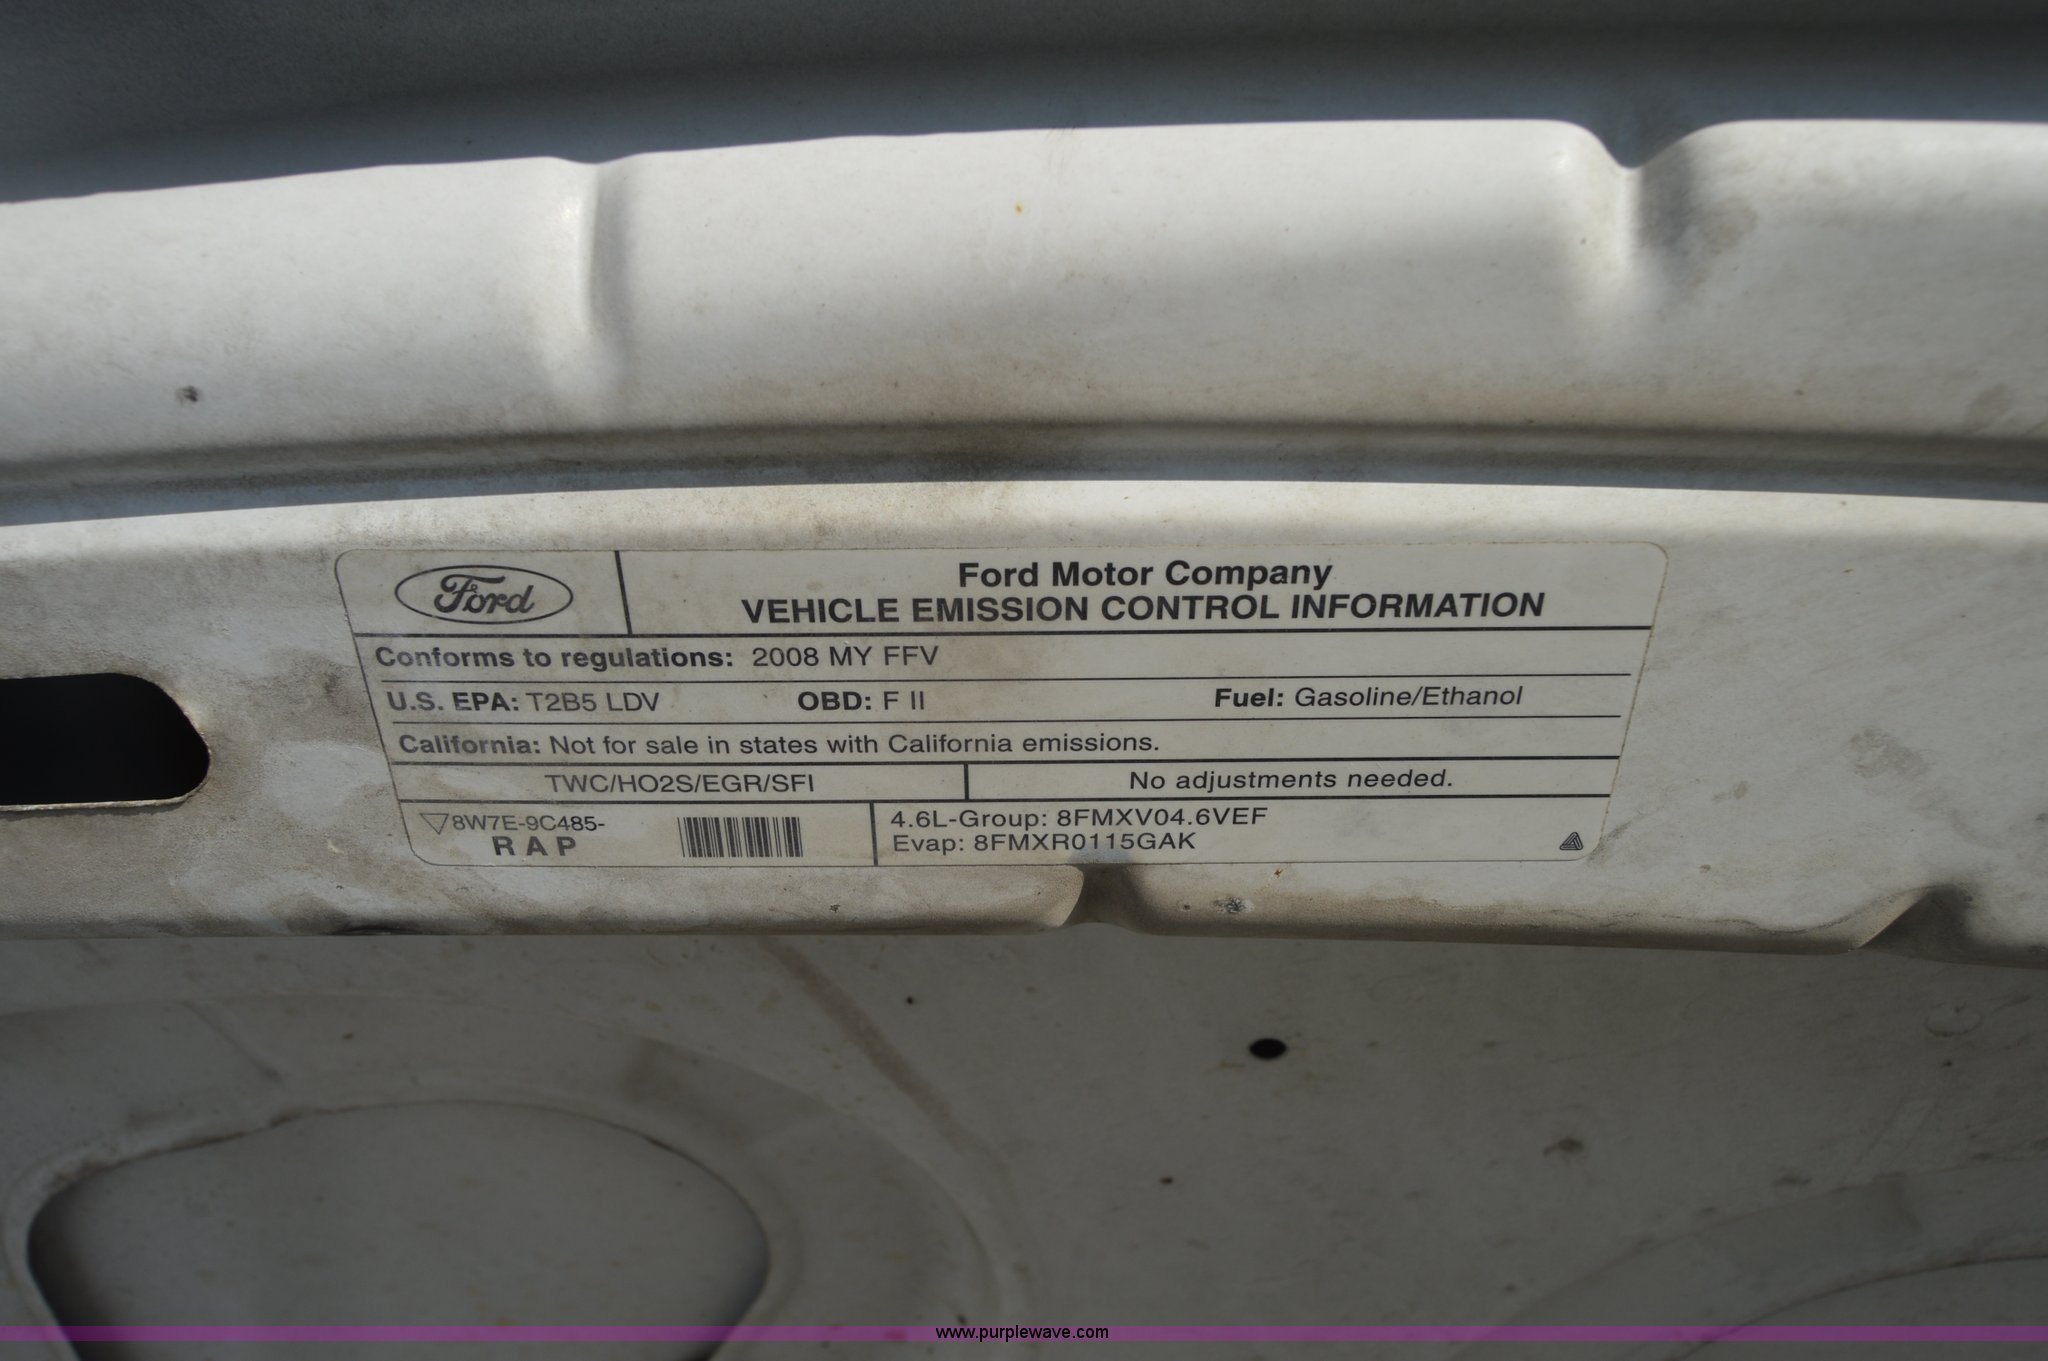 Ford
Ford Motor Company
VEHICLE EMISSION CONTROL INFORMATION
Conforms to regulations: 2008 MY FFV
U.S. EPA: T2B5 LDV OBD: F II Fuel: Gasoline/Ethanol
California: Not for sale in states with California emissions.
TWC/HO2S/EGR/SFI
No adjustments needed.
8W7E-9C485-
R A P
4.6L-Group: 8FMXV04.6VEF
Evap: 8FMXR0115GAK
www.purplewave.com